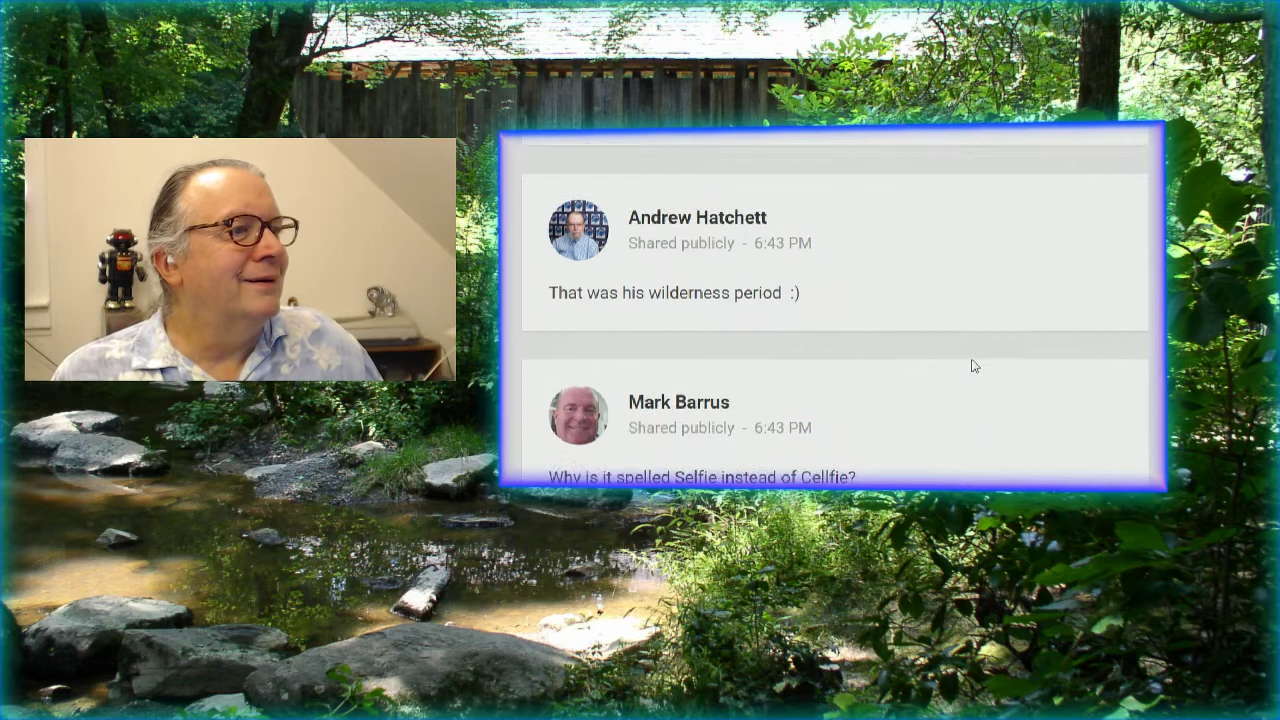 Andrew Hatchett
Shared publicly - 6:43 PM
That was his wilderness period :)
Mark Barrus
Shared publicly - 6:43 PM
Why is it spelled Selfie instead of Cellfie?